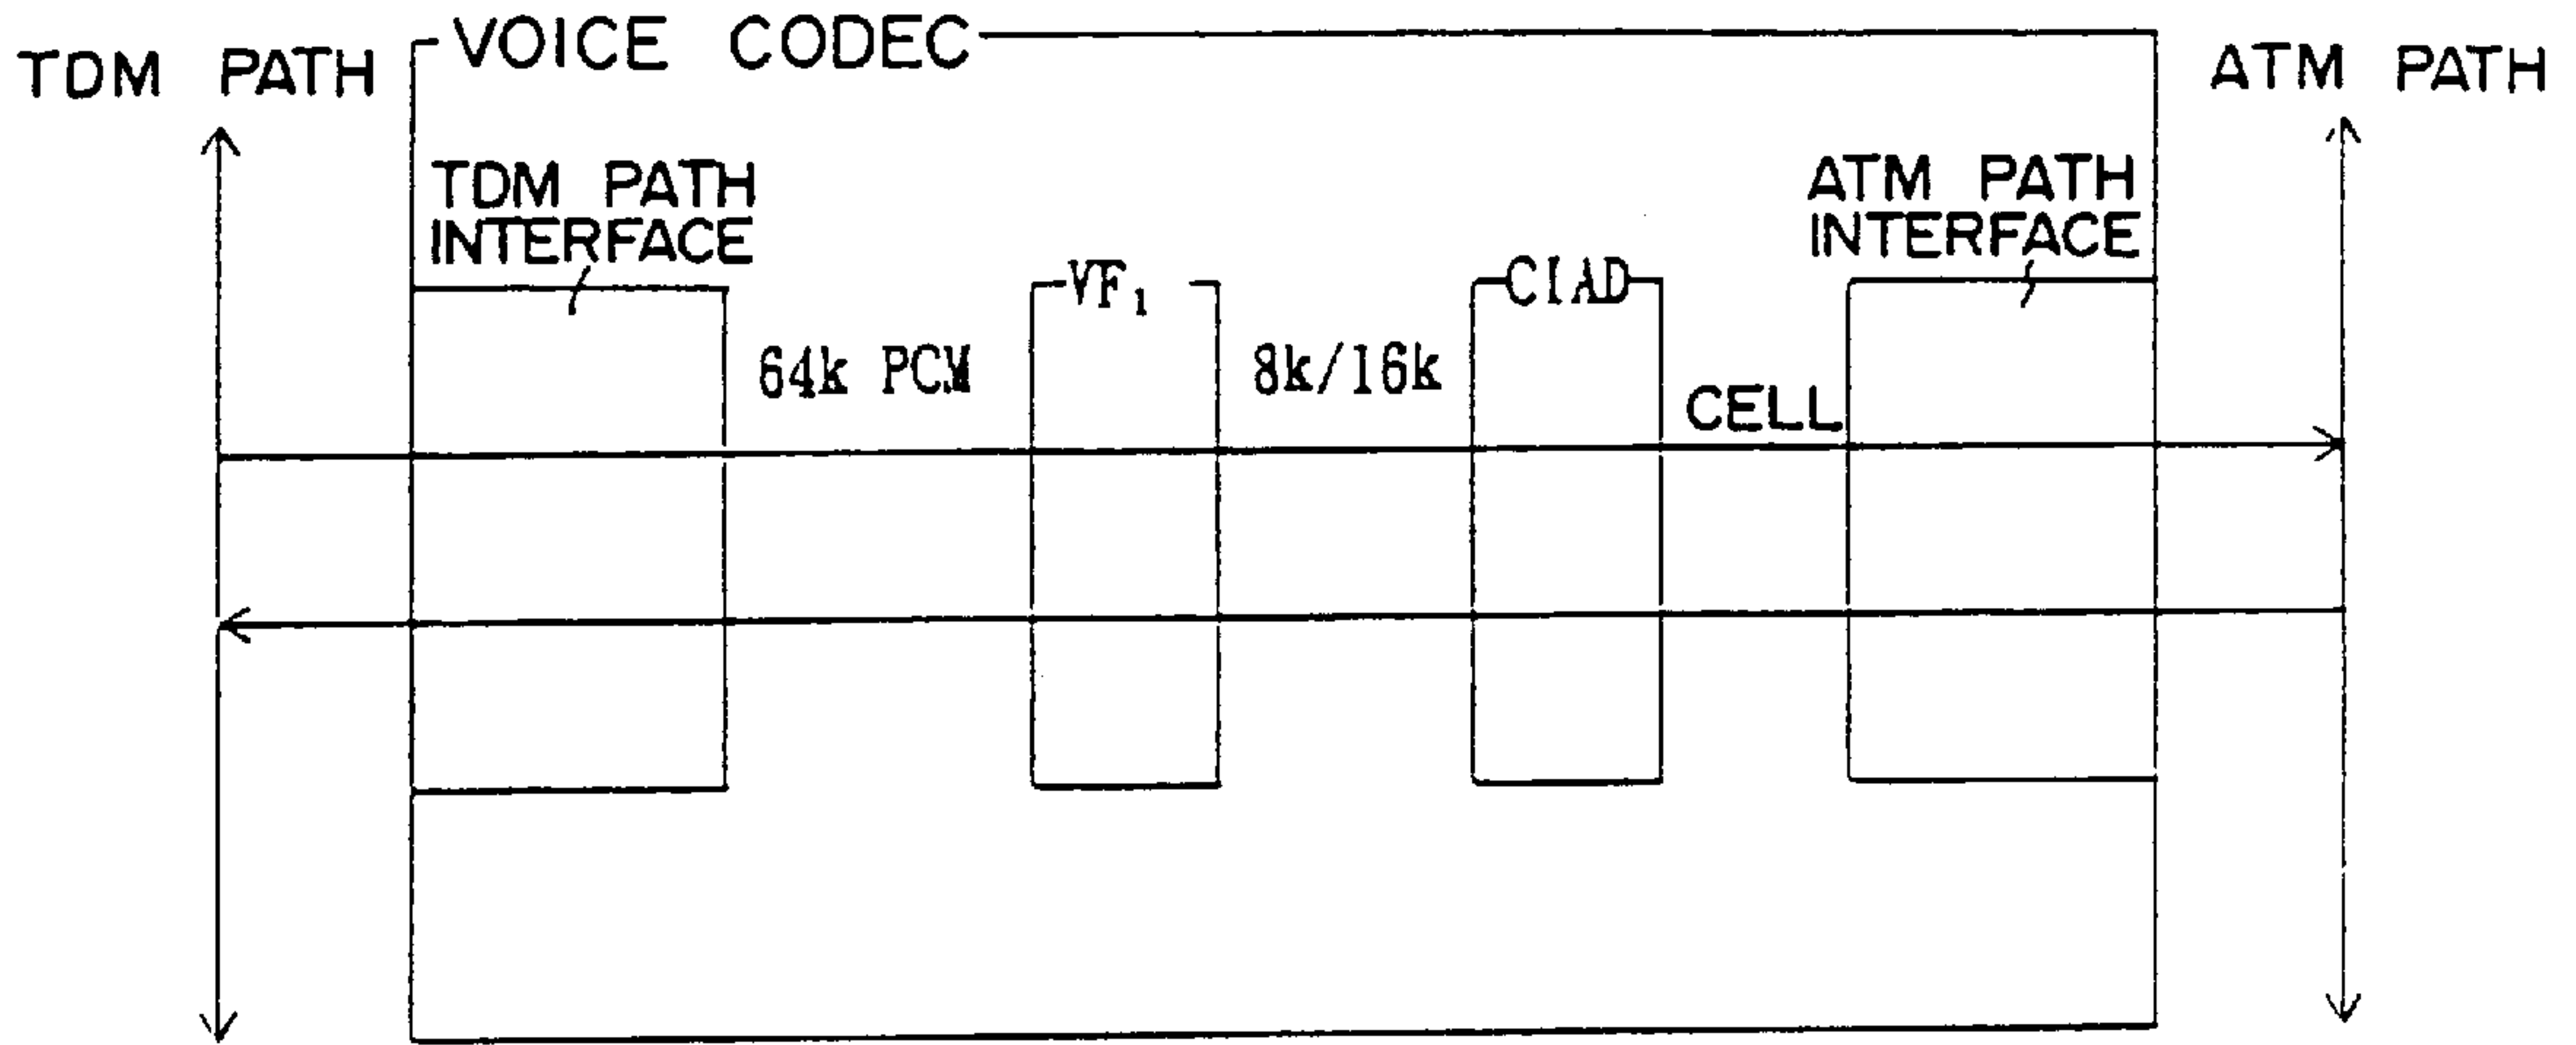 VOICE CODEC
TDM PATH
ATM PATH
TDM PATH
INTERFACE
ATM PATH
INTERFACE
VF₁
CIAD
64k PCM
8k/16k
CELL